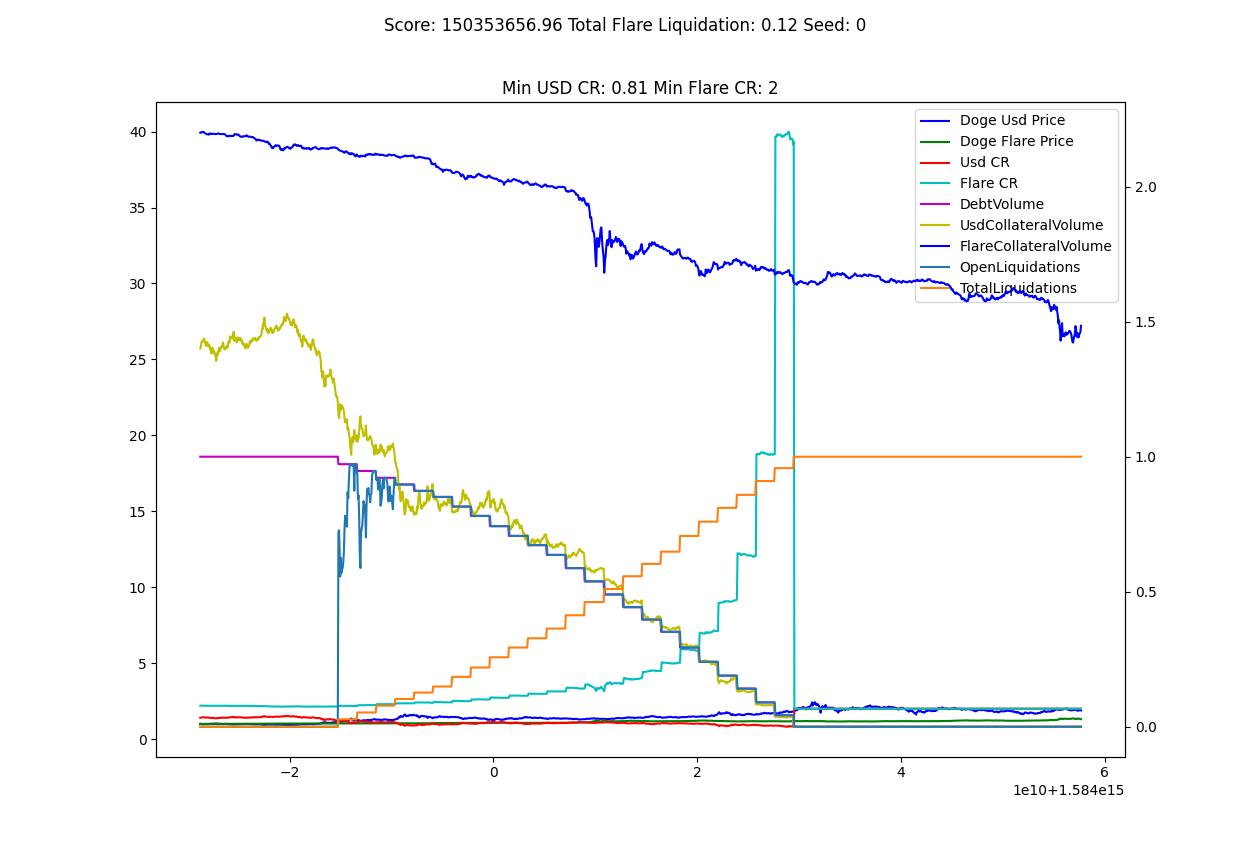 Score: 150353656.96 Total Flare Liquidation: 0.12 Seed: 0
Min USD CR: 0.81 Min Flare CR: 2
40
35
30
25
20
15
10
5
0
Doge Usd Price
Doge Flare Price
Usd CR
Flare CR
DebtVolume
UsdCollateralVolume
FlareCollateralVolume
OpenLiquidations
TotalLiquidations
2.0
1.5
1.0
0.5
0.0
−2 0 2 4 6
1e10+1.584e15